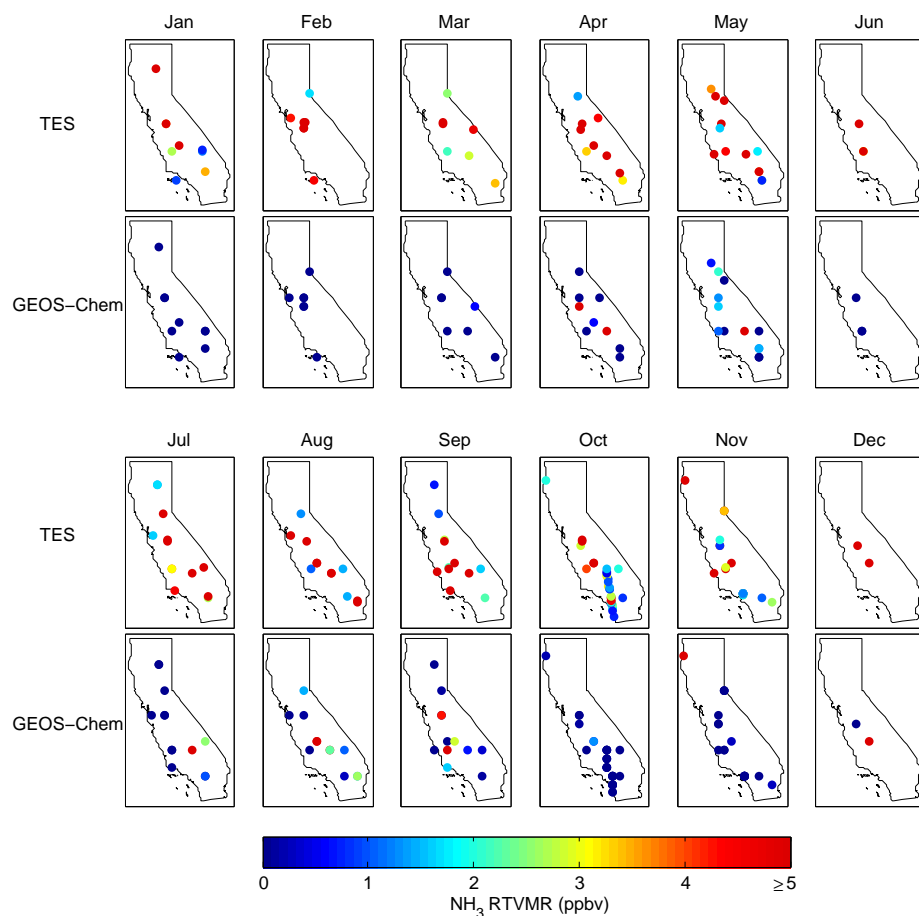 Jan Feb Mar Apr May Jun
TES
GEOS−Chem
Jul Aug Sep Oct Nov Dec
TES
GEOS−Chem
0 1 2 3 4 ≥5
NH3 RTVMR (ppbv)